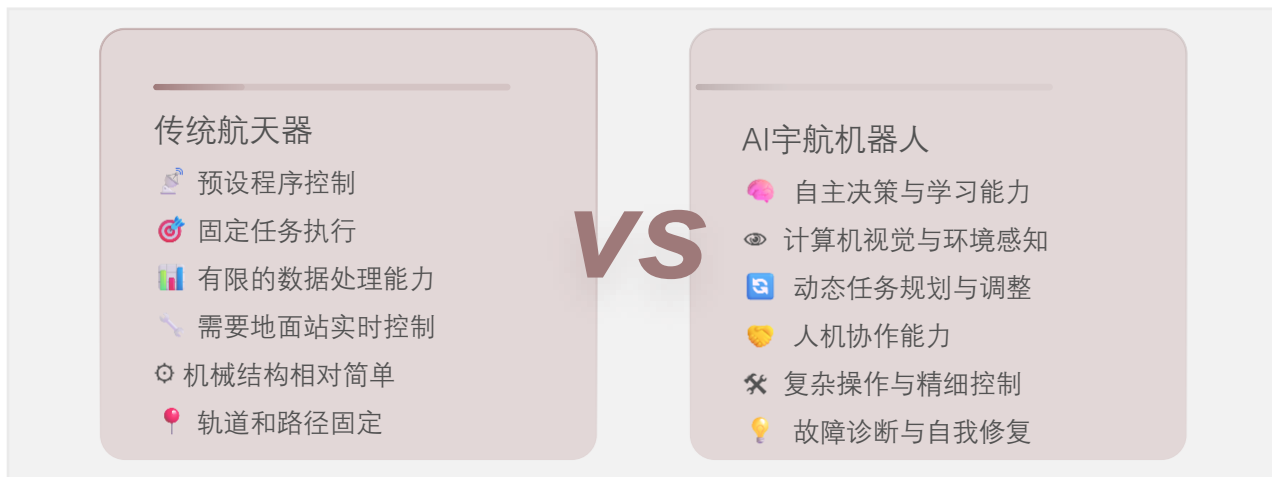 传统航天器
预设程序控制
固定任务执行
有限的数据处理能力
需要地面站实时控制
机械结构相对简单
轨道和路径固定
VS
AI宇航机器人
自主决策与学习能力
计算机视觉与环境感知
动态任务规划与调整
人机协作能力
复杂操作与精细控制
故障诊断与自我修复